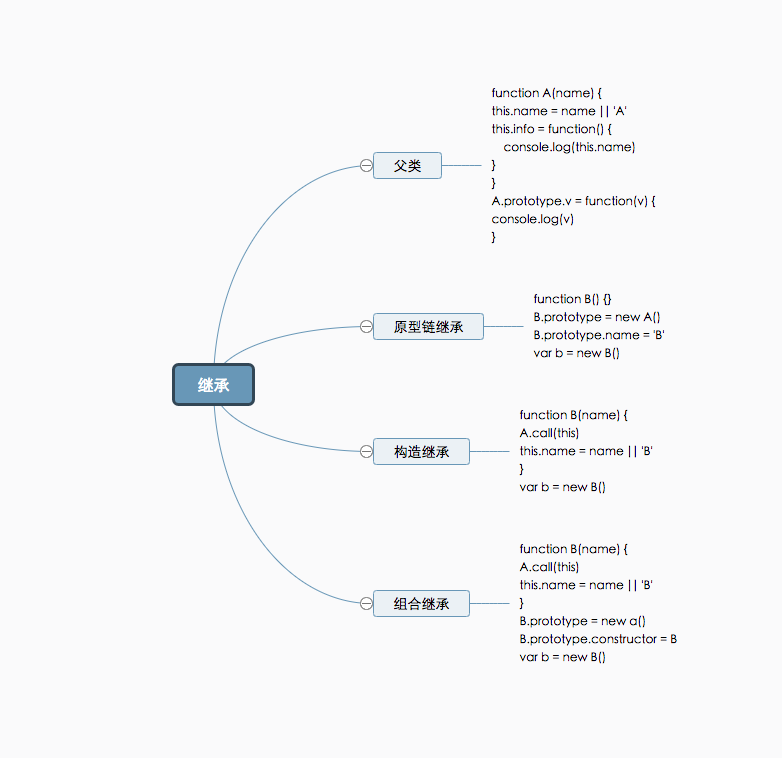 继承
父类
function A(name) {
this.name = name || 'A'
this.info = function() {
console.log(this.name)
}
}
A.prototype.v = function(v) {
console.log(v)
}
原型链继承
function B() {}
B.prototype = new A()
B.prototype.name = 'B'
var b = new B()
构造继承
function B(name) {
A.call(this)
this.name = name || 'B'
}
var b = new B()
组合继承
function B(name) {
A.call(this)
this.name = name || 'B'
}
B.prototype = new a()
B.prototype.constructor = B
var b = new B()